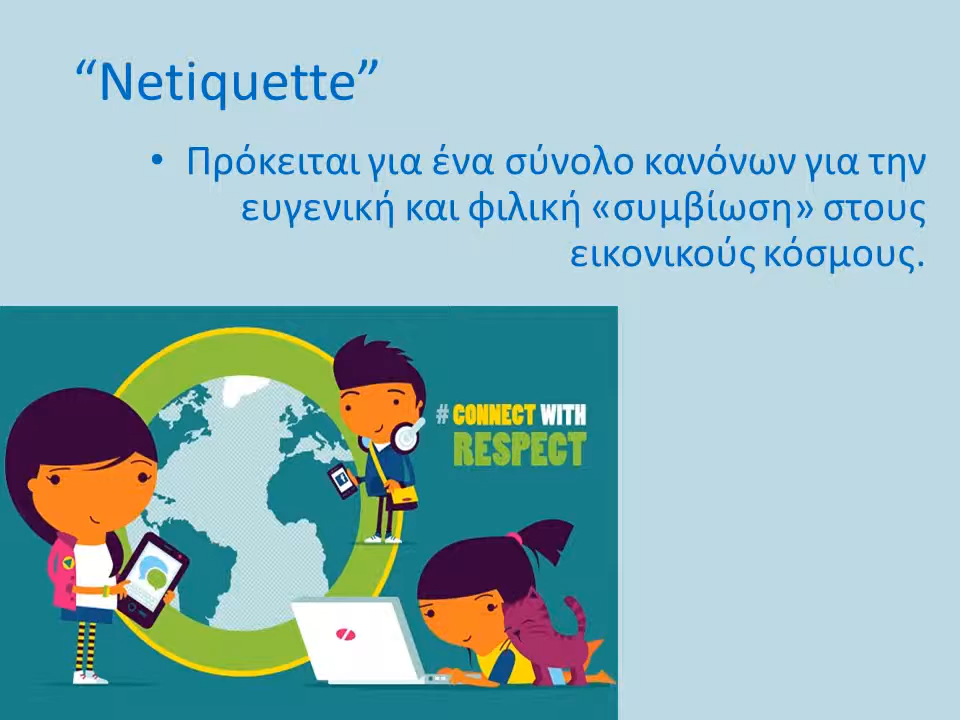 “Netiquette”
• Πρόκειται για ένα σύνολο κανόνων για την
ευγενική και φιλική «συμβίωση» στους
εικονικούς κόσμους.
# CONNECT WITH
RESPECT